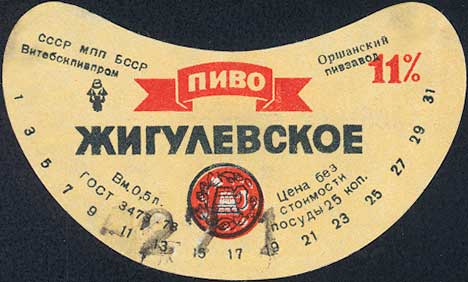 СССР МПП БССР
Витебскпивпром
Оршанский
пивзавод
11%
ПИВО
ЖИГУЛЕВСКОЕ
Вм. 0,5 л.
ГОСТ 3473-78
Цена без
стоимости
посуды 25 коп.
1 3 5 7 9 11 13 15 17 19 21 23 25 27 29 31